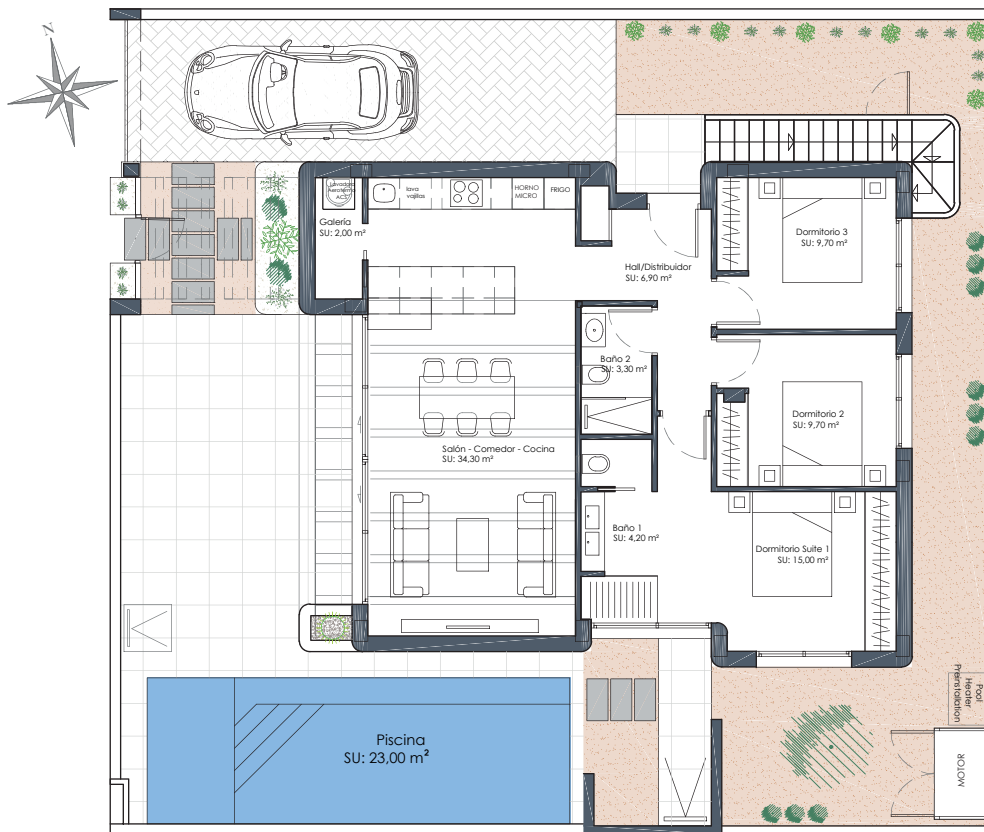 N
Lavadora
Aerotermia
ACS
lava
vajillas
HORNO
MICRO
FRIGO
Galería
SU: 2,00 m²
Dormitorio 3
SU: 9,70 m²
Hall/Distribuidor
SU: 6,90 m²
Baño 2
SU: 3,30 m²
Dormitorio 2
SU: 9,70 m²
Salón - Comedor - Cocina
SU: 34,30 m²
Baño 1
SU: 4,20 m²
Dormitorio Suite 1
SU: 15,00 m²
Pool
Heater
Preinstallation
Piscina
SU: 23,00 m²
MOTOR